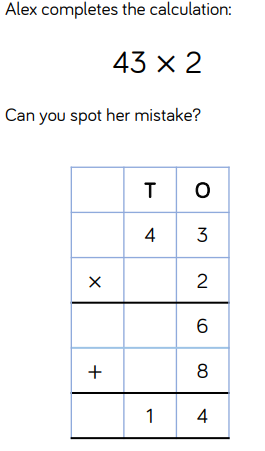 Alex completes the calculation:
43 × 2
Can you spot her mistake?
T O
4 3
× 2
6
+ 8
1 4